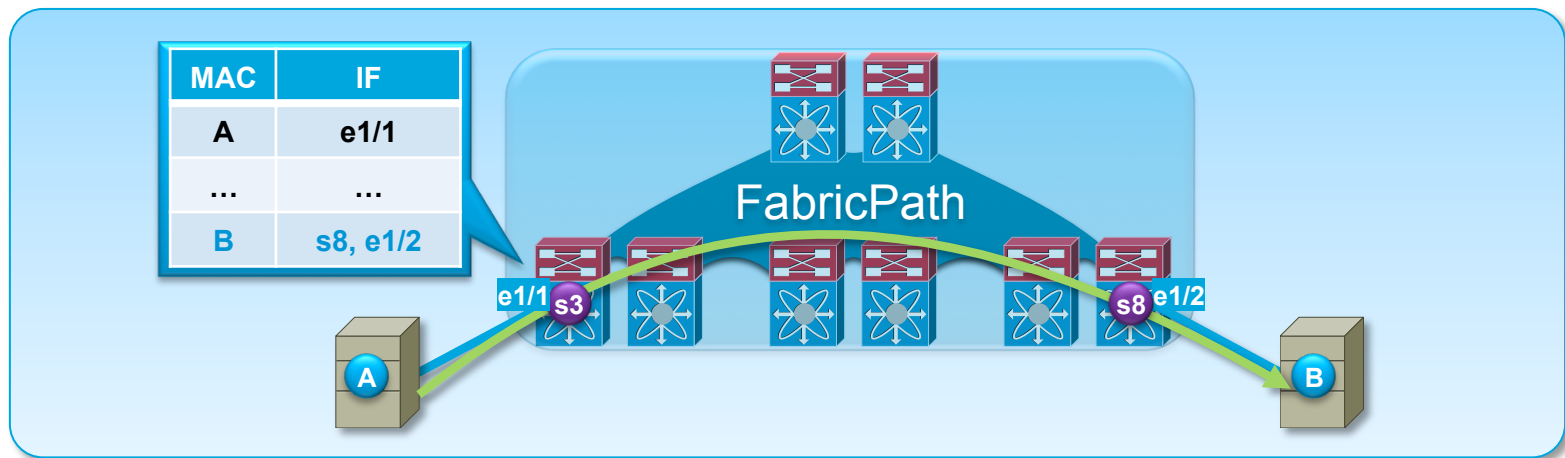 MAC IF
A e1/1
... ...
B s8, e1/2
FabricPath
e1/1 s3 s8 e1/2
A B